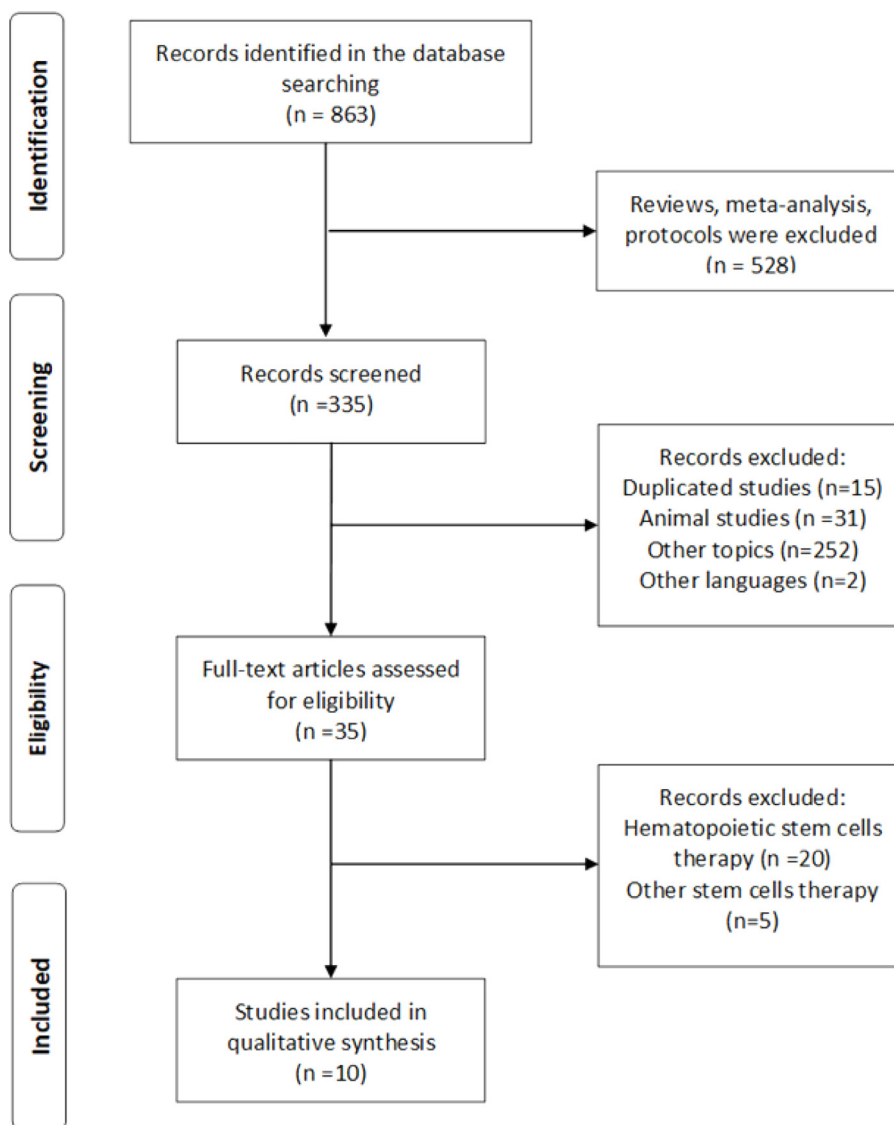 Identification
Records identified in the database
searching
(n = 863)
Reviews, meta-analysis,
protocols were excluded
(n = 528)
Screening
Records screened
(n =335)
Records excluded:
Duplicated studies (n=15)
Animal studies (n =31)
Other topics (n=252)
Other languages (n=2)
Eligibility
Full-text articles assessed
for eligibility
(n =35)
Records excluded:
Hematopoietic stem cells
therapy (n =20)
Other stem cells therapy
(n=5)
Included
Studies included in
qualitative synthesis
(n =10)